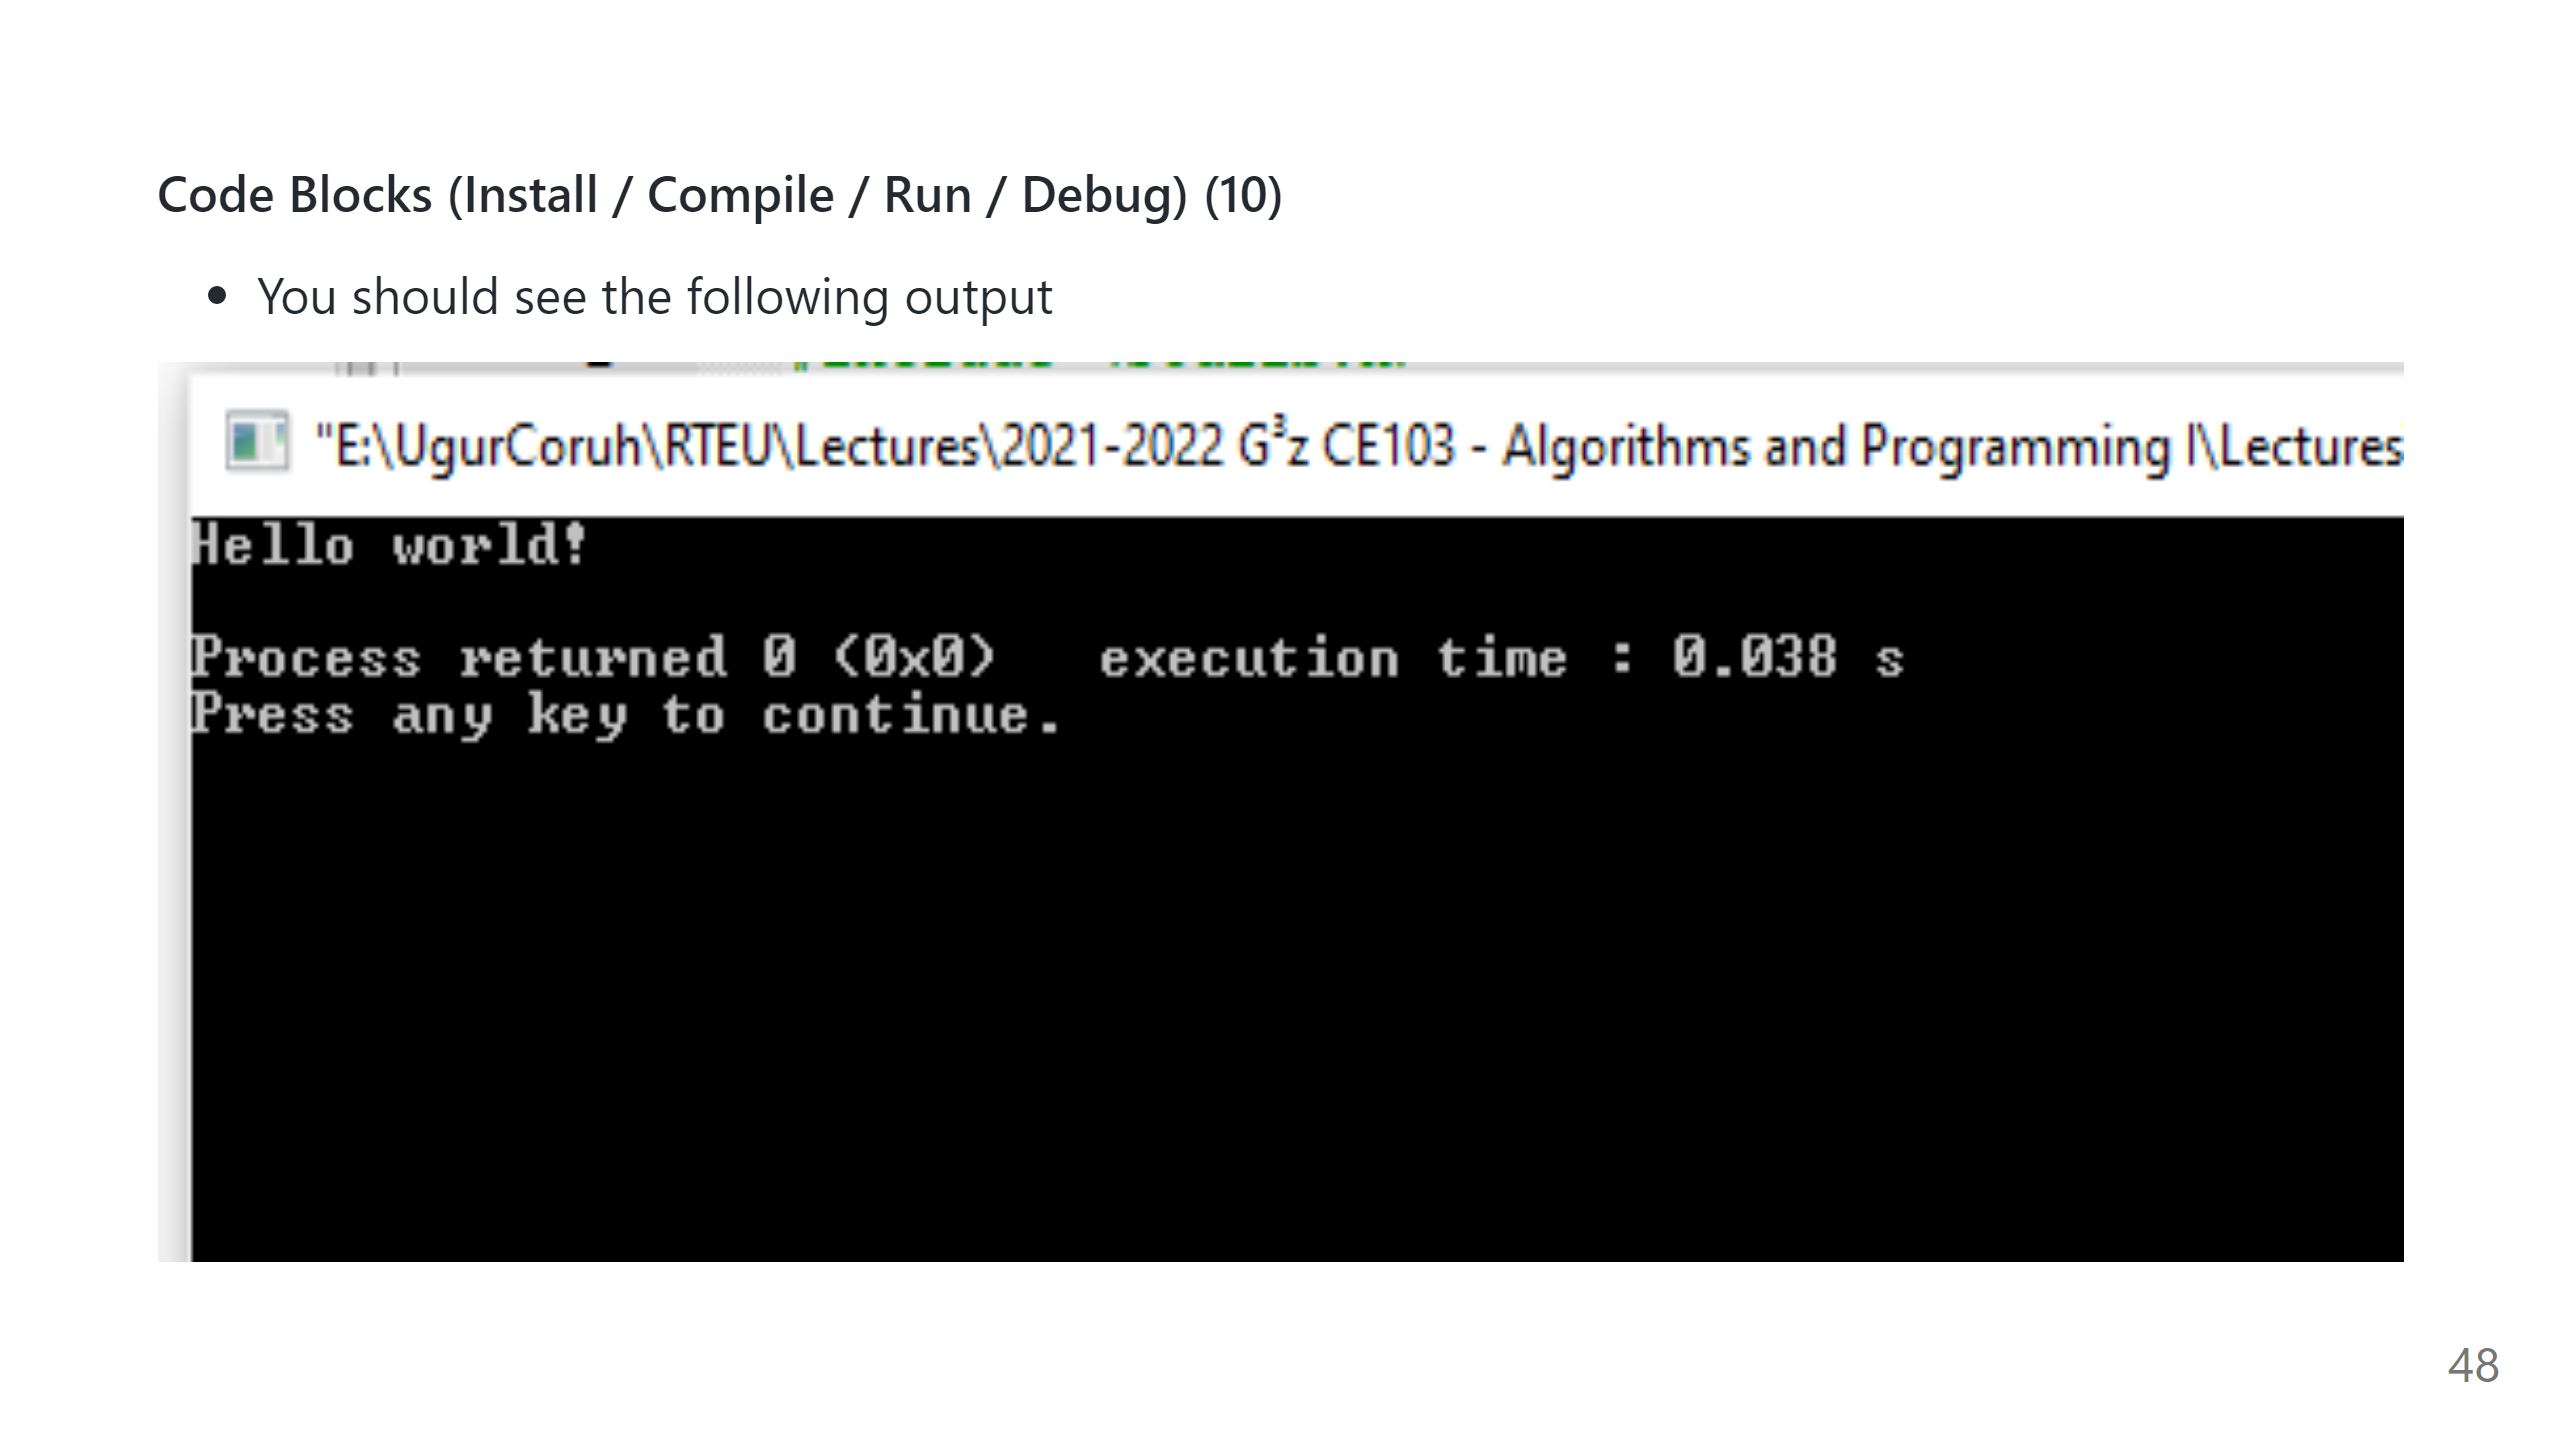 Code Blocks (Install / Compile / Run / Debug) (10)
• You should see the following output
"E:\UgurCoruh\RTEU\Lectures\2021-2022 G³z CE103 - Algorithms and Programming I\Lectures
Hello world!
Process returned 0 (0x0)   execution time : 0.038 s
Press any key to continue.
48